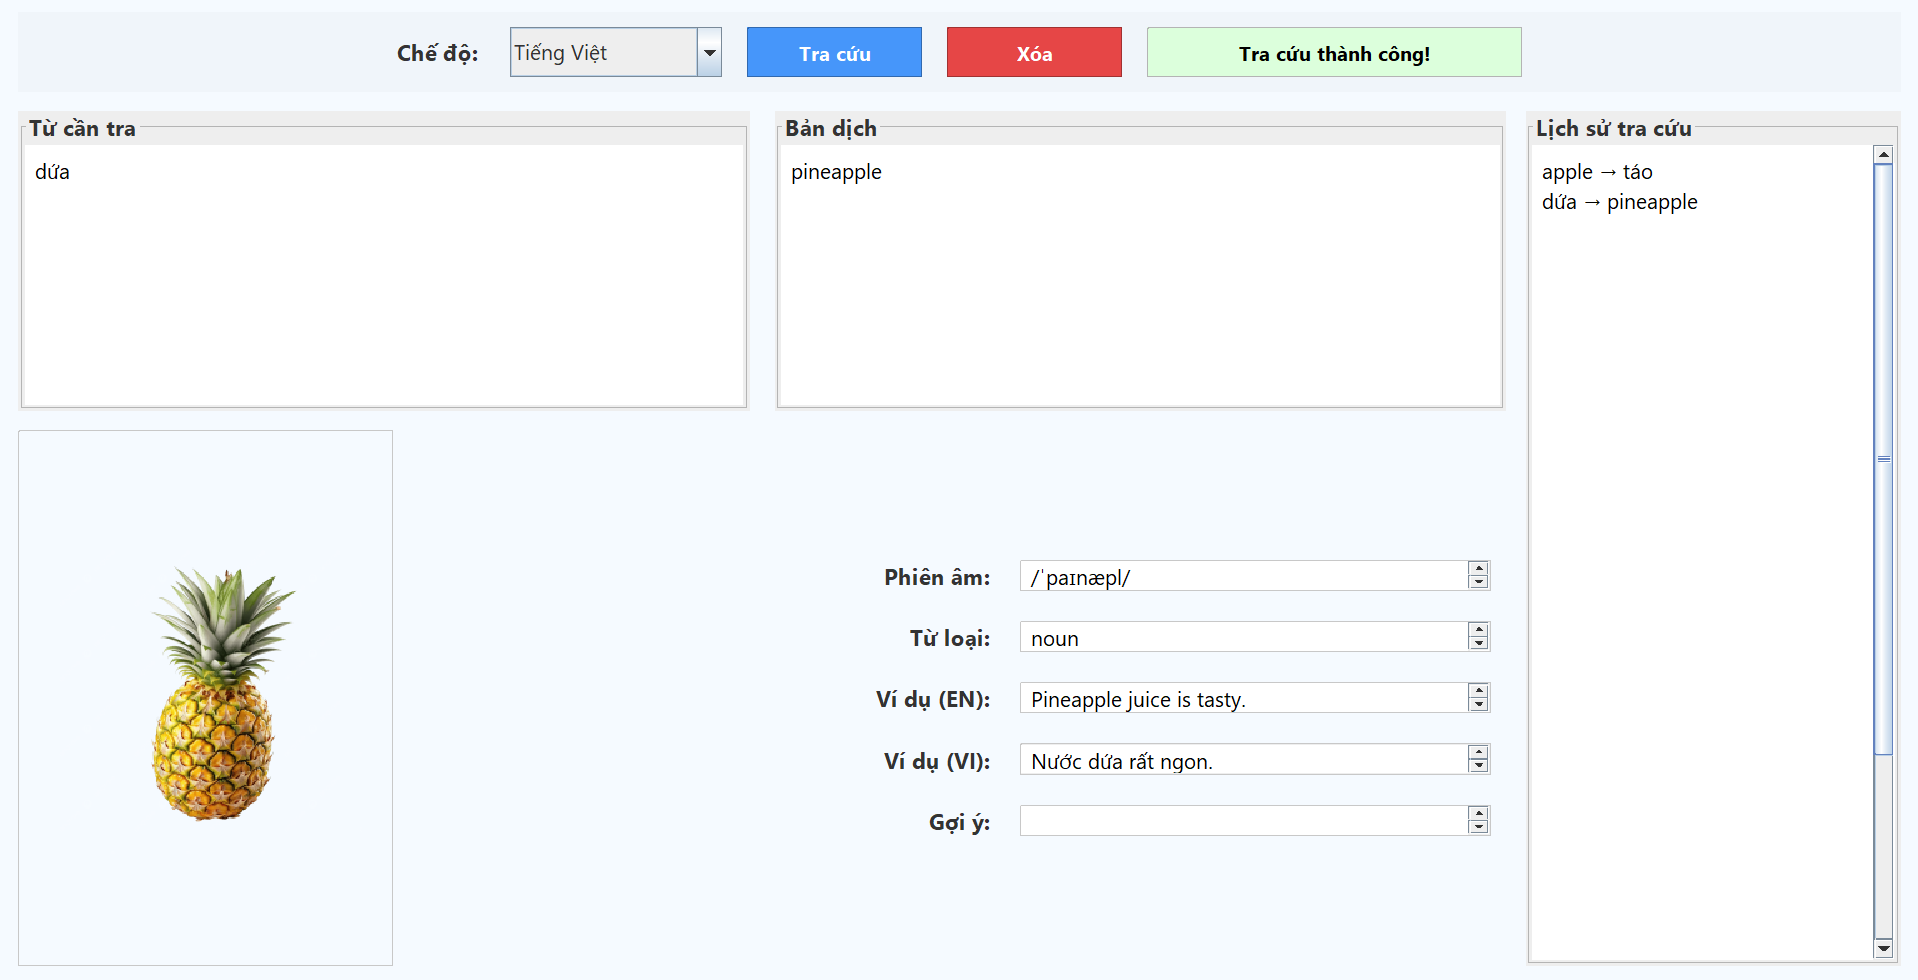 Chế độ:
Tiếng Việt
Tra cứu
Xóa
Tra cứu thành công!
Từ cần tra
dứa
Bản dịch
pineapple
Lịch sử tra cứu
apple → táo
dứa → pineapple
Phiên âm:
/ˈpaɪnæpl/
Từ loại:
noun
Ví dụ (EN):
Pineapple juice is tasty.
Ví dụ (VI):
Nước dứa rất ngon.
Gợi ý: